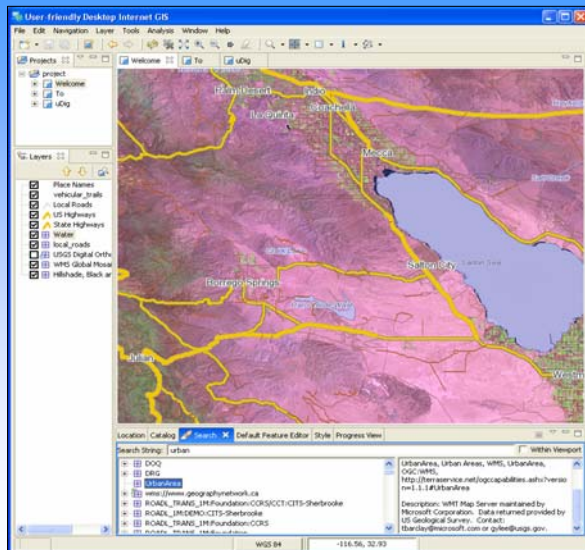 User-friendly Desktop Internet GIS
File Edit Navigation Layer Tools Analysis Window Help
Projects
project
Welcome
To
uDig
Layers
Place Names
vehicular_trails
Local Roads
US Highways
State Highways
Water
local_roads
USGS Digital Ortho
WMS Global Mosai
Hillshade, Black ar
Welcome To uDig
Palm Desert
Indio
Coachella
La Quinta
Mecca
Salton City
Salton Sea
Borrego Springs
Julian
Westm
Location Catalog Search Default Feature Editor Style Progress View
Search String: urban Within Viewport
DOQ
DRG
UrbanArea
wms://www.geographynetwork.ca
ROADL_TRANS_1M:Foundation:CCRS/CCT:CITS-Sherbrooke
ROADL_1M:DEMO:CITS-Sherbrooke
ROADL_TRANS_1M:Foundation:CCRS
UrbanArea, Urban Areas, WMS, UrbanArea,
OGC:WMS,
http://terraservice.net/ogccapabilities.ashx?versio
n=1.1.1#UrbanArea
Description: WMT Map Server maintained by
Microsoft Corporation. Data returned provided by
US Geological Survey. Contact:
tbarclay@microsoft.com or gylee@usgs.gov.
WGS 84 -116.56, 32.93